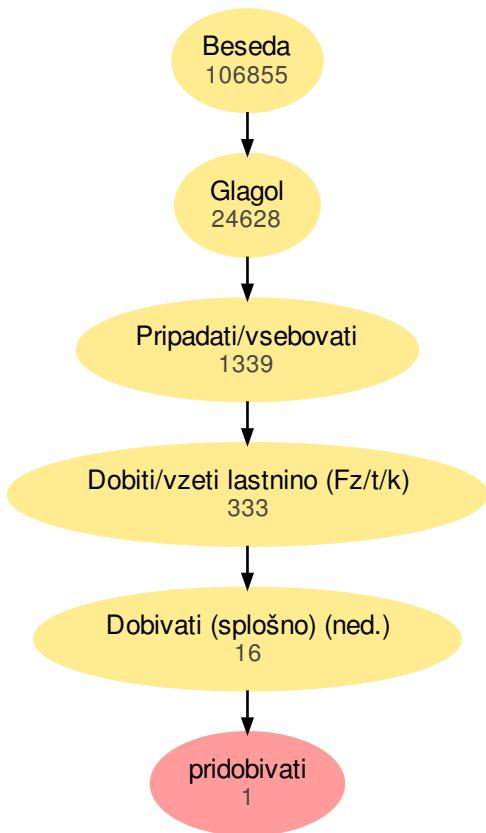 Beseda
106855
Glagol
24628
Pripadati/vsebovati
1339
Dobiti/vzeti lastnino (Fz/t/k)
333
Dobivati (splošno) (ned.)
16
pridobivati
1